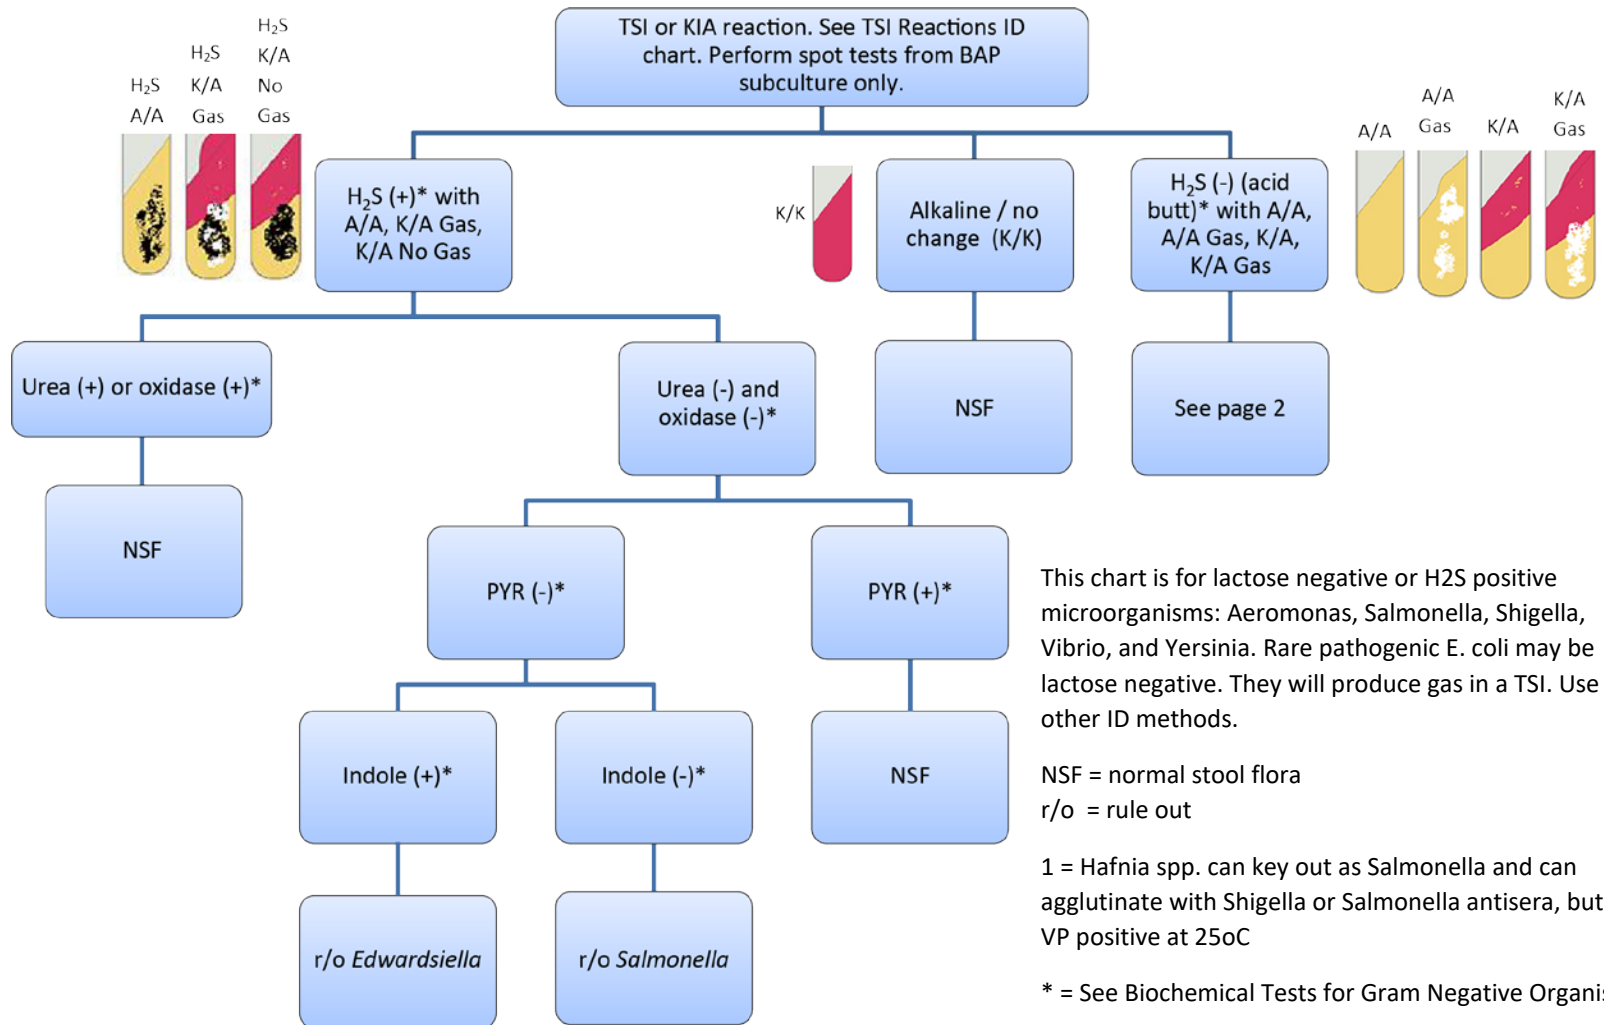 H₂S
A/A
H₂S
K/A
Gas
H₂S
K/A
No
Gas
TSI or KIA reaction. See TSI Reactions ID
chart. Perform spot tests from BAP
subculture only.
A/A
A/A
Gas
K/A
K/A
Gas
H₂S (+)* with
A/A, K/A Gas,
K/A No Gas
K/K
Alkaline / no
change (K/K)
H₂S (-) (acid
butt)* with A/A,
A/A Gas, K/A,
K/A Gas
Urea (+) or oxidase (+)*
Urea (-) and
oxidase (-)*
NSF
See page 2
NSF
PYR (-)*
PYR (+)*
Indole (+)*
Indole (-)*
NSF
r/o Edwardsiella
r/o Salmonella
This chart is for lactose negative or H2S positive
microorganisms: Aeromonas, Salmonella, Shigella,
Vibrio, and Yersinia. Rare pathogenic E. coli may be
lactose negative. They will produce gas in a TSI. Use
other ID methods.
NSF = normal stool flora
r/o = rule out
1 = Hafnia spp. can key out as Salmonella and can
agglutinate with Shigella or Salmonella antisera, but
VP positive at 25oC
* = See Biochemical Tests for Gram Negative Organis